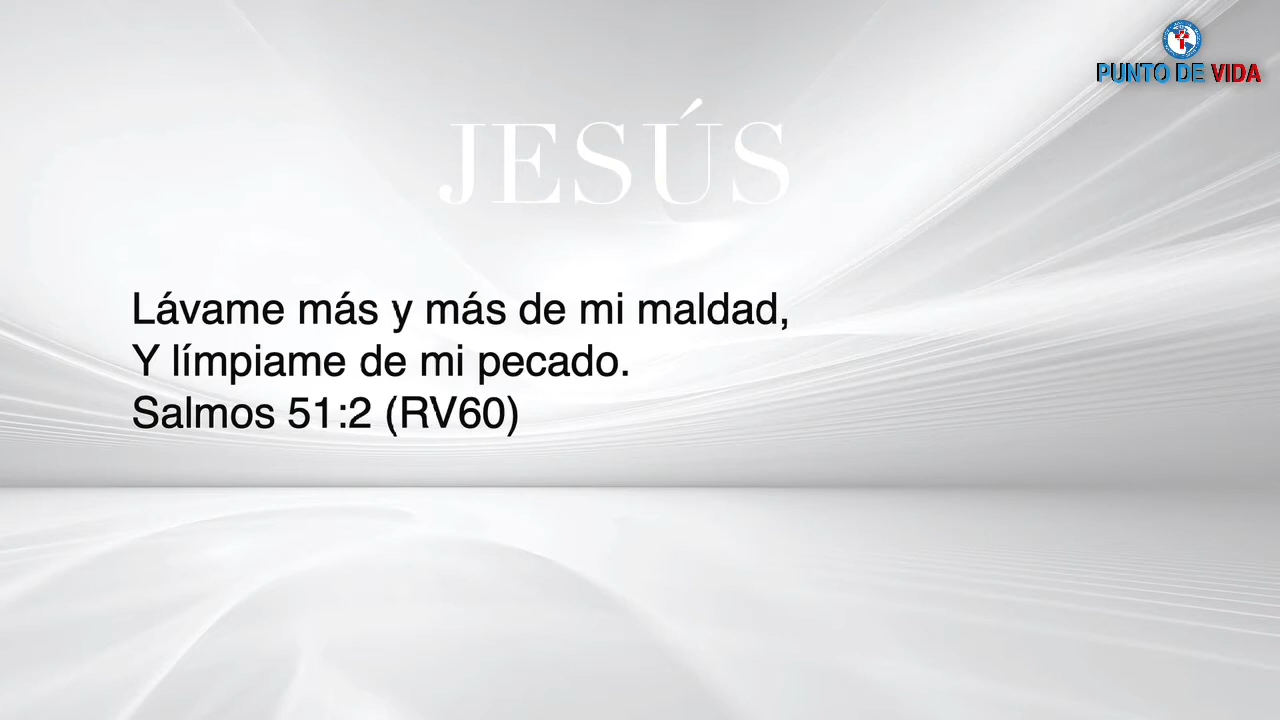 PUNTO DE VIDA
JESÚS
Lávame más y más de mi maldad,
Y límpiame de mi pecado.
Salmos 51:2 (RV60)